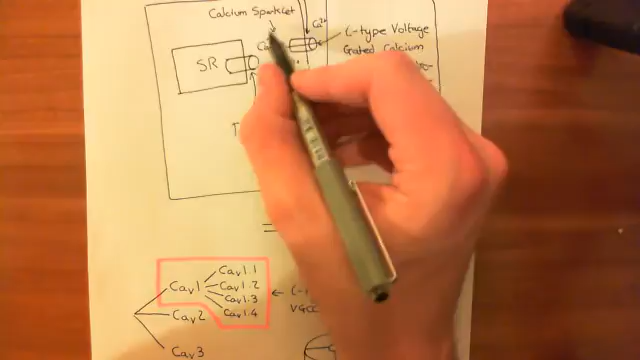 Calcium Sparklet
Ca²⁺
L-type Voltage
Gated Calcium
SR
Cav1
Cav1.1
Cav1.2
Cav1.3
Cav1.4
Cav2
VGCC
Cav3